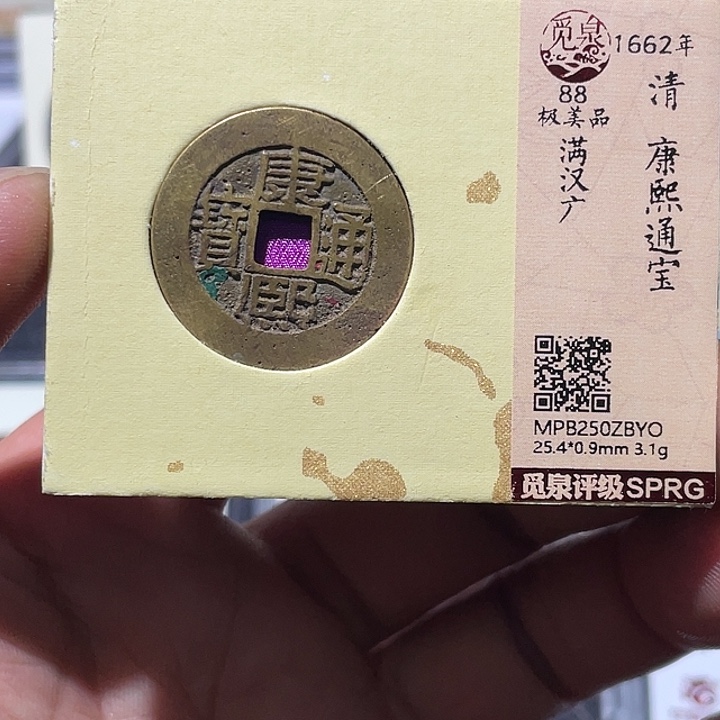 康熙通寳
觅泉
1662年
88
极美品
满汉广
清 康熙通宝
MPB250ZBYO
25.4*0.9mm 3.1g
觅泉评级SPRG